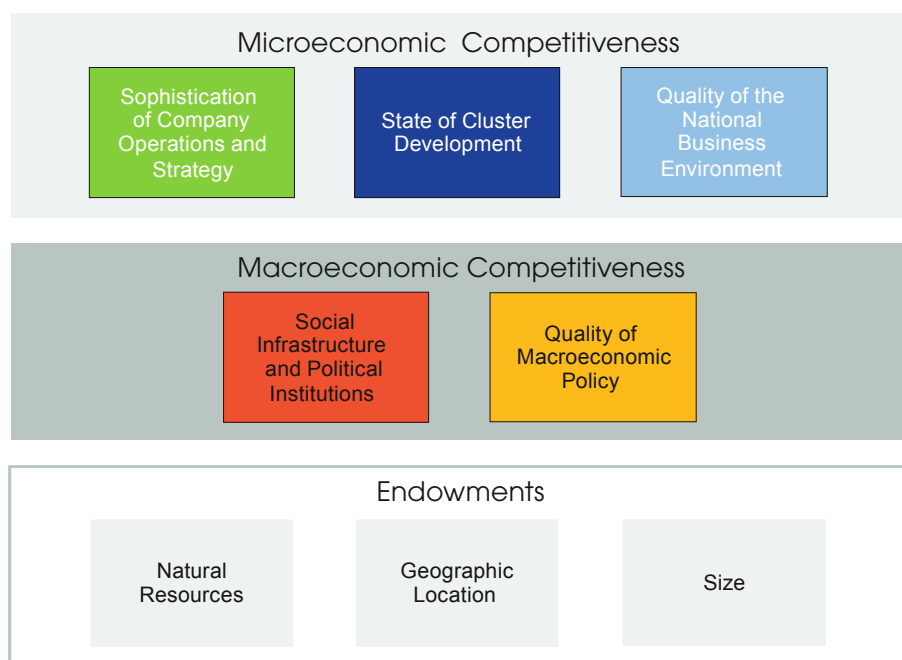 Microeconomic Competitiveness
Sophistication
of Company
Operations and
Strategy
State of Cluster
Development
Quality of the
National
Business
Environment
Macroeconomic Competitiveness
Social
Infrastructure
and Political
Institutions
Quality of
Macroeconomic
Policy
Endowments
Natural
Resources
Geographic
Location
Size